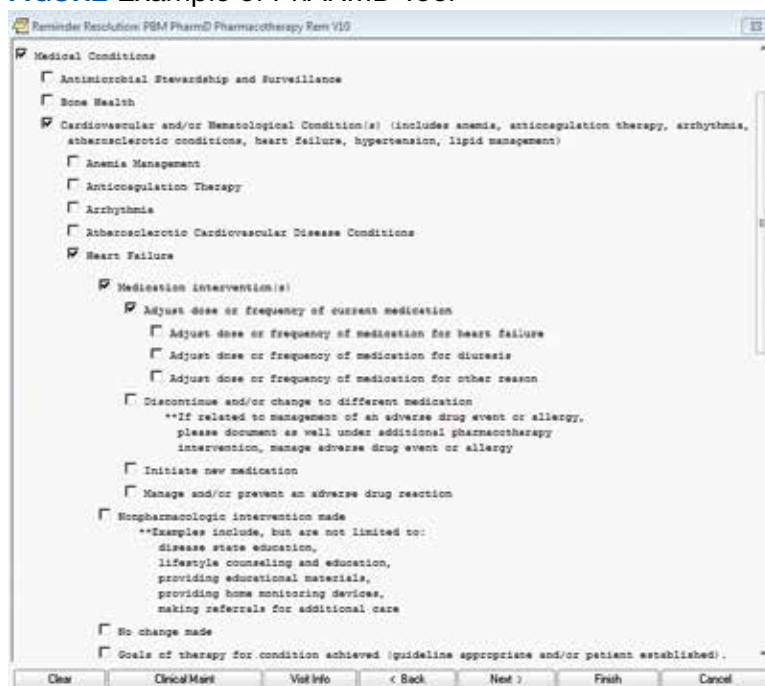 Example of PhARMD Tool
Reminder Resolution: PBM PharmD Pharmacotherapy Rem V10
Medical Conditions
Antimicrobial Stewardship and Surveillance
Bone Health
Cardiovascular and/or Hematological Condition(s) (includes anemia, anticoagulation therapy, arrhythmia,
atherosclerotic conditions, heart failure, hypertension, lipid management)
Anemia Management
Anticoagulation Therapy
Arrhythmia
Atherosclerotic Cardiovascular Disease Conditions
Heart Failure
Medication intervention(s)
Adjust dose or frequency of current medication
Adjust dose or frequency of medication for heart failure
Adjust dose or frequency of medication for diuresis
Adjust dose or frequency of medication for other reason
Discontinue and/or change to different medication
**If related to management of an adverse drug event or allergy,
please document as well under additional pharmacotherapy
intervention, manage adverse drug event or allergy
Initiate new medication
Manage and/or prevent an adverse drug reaction
Nonpharmacologic intervention made
**Examples include, but are not limited to:
disease state education,
lifestyle counseling and education,
providing educational materials,
providing home monitoring devices,
making referrals for additional care
No change made
Goals of therapy for condition achieved (guideline appropriate and/or patient established).
Clear Clinical Maint Visit Info < Back Next > Finish Cancel